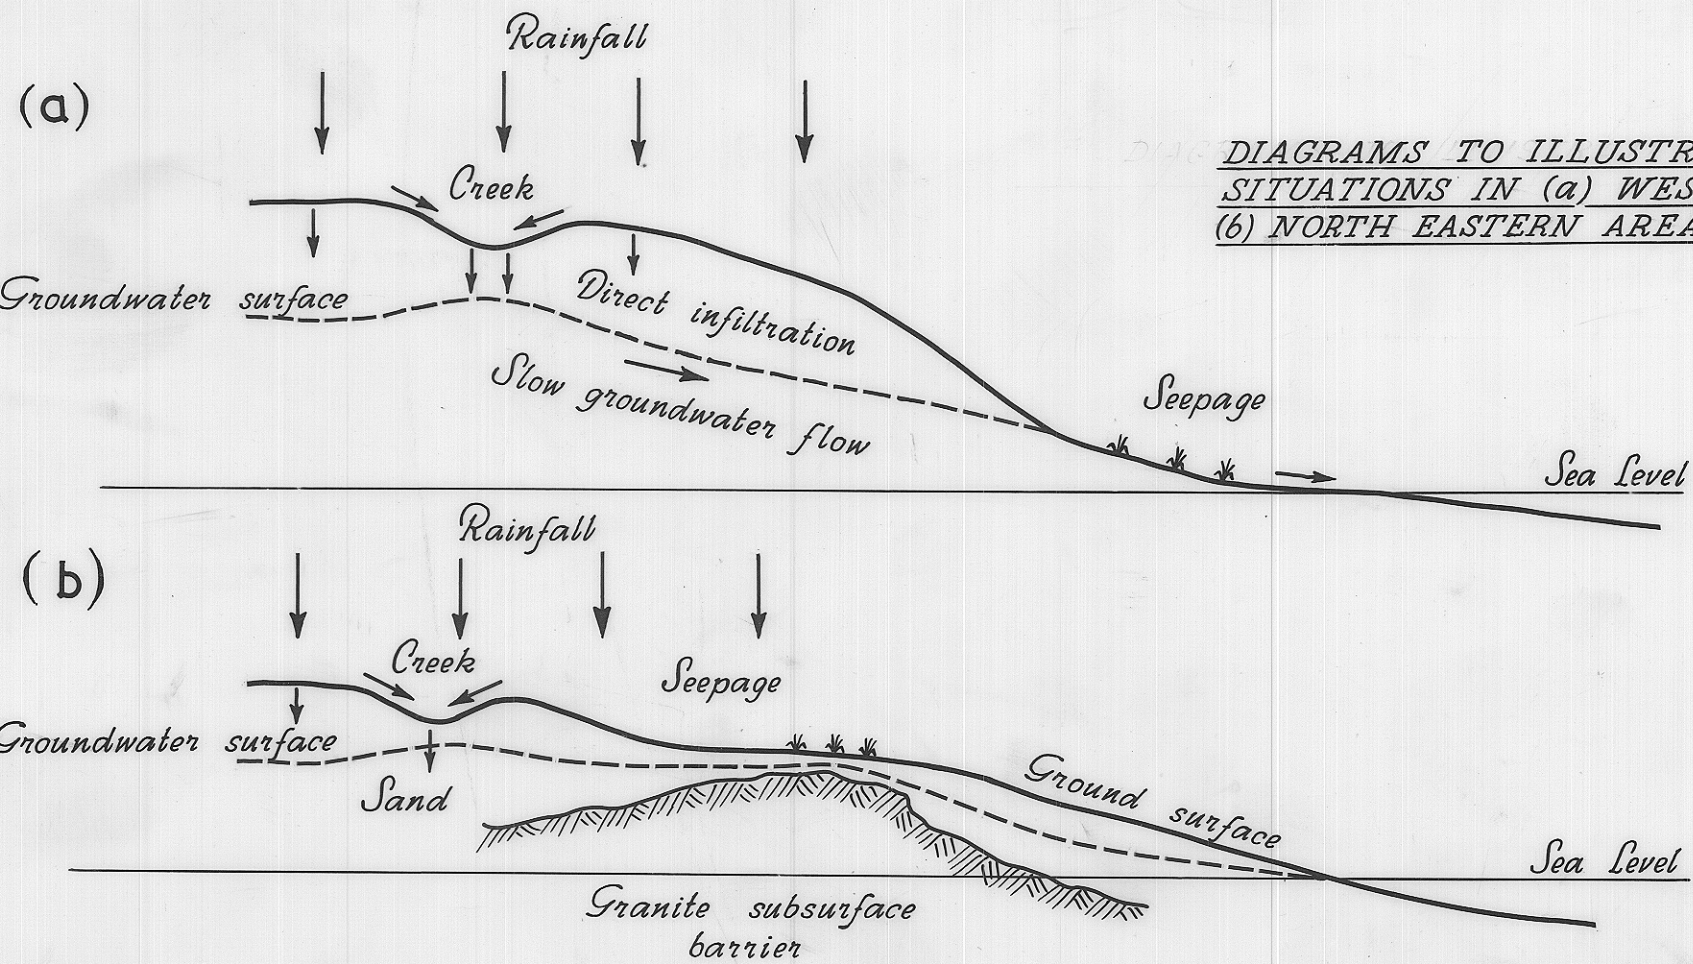 (a)
Rainfall
DIAGRAMS TO ILLUSTR
SITUATIONS IN (a) WES
(b) NORTH EASTERN AREA
Creek
Groundwater surface
Direct infiltration
Slow groundwater flow
Seepage
Sea Level
(b)
Rainfall
Creek
Seepage
Groundwater surface
Sand
Ground surface
Sea Level
Granite subsurface
barrier